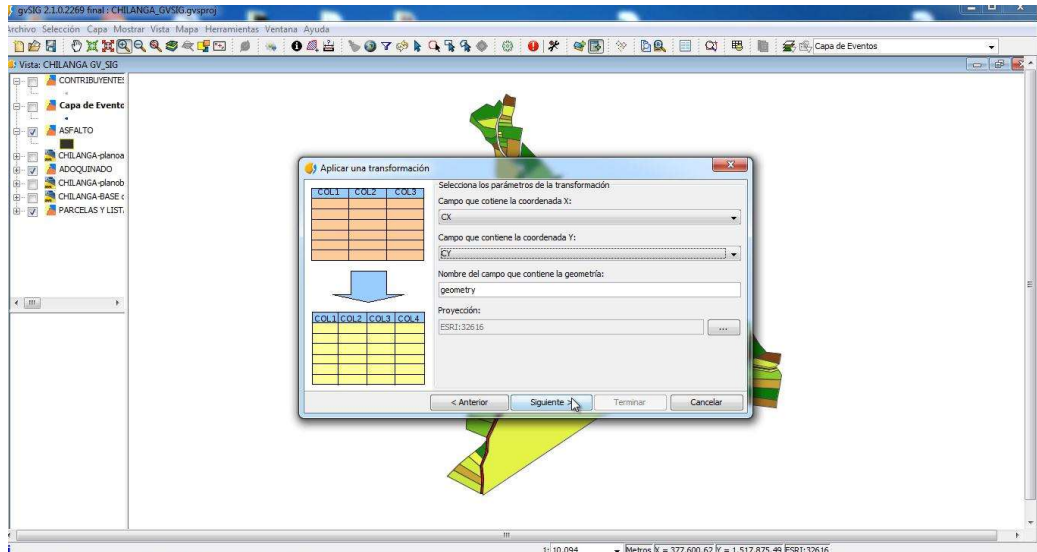 gvSIG 2.1.0.2269 final : CHILANGA_GVSIG.gvsproj
Archivo Selección Capa Mostrar Vista Mapa Herramientas Ventana Ayuda
Capa de Eventos
Vista: CHILANGA GV_SIG
CONTRIBUYENTES
Capa de Evento
ASFALTO
CHILANGA-planoa
ADOQUINADO
CHILANGA-planob
CHILANGA-BASE c
PARCELAS Y LIST
Aplicar una transformación
COL1 COL2 COL3
COL1 COL2 COL3 COL4
Selecciona los parámetros de la transformación
Campo que cotiene la coordenada X:
CX
Campo que contiene la coordenada Y:
CY
Nombre del campo que contiene la geometría:
geometry
Proyección:
ESRI:32616
...
< Anterior
Siguiente >
Terminar
Cancelar
1: 10.094
Metros X = 377.600,62 Y = 1.517.875,49 ESRI:32616